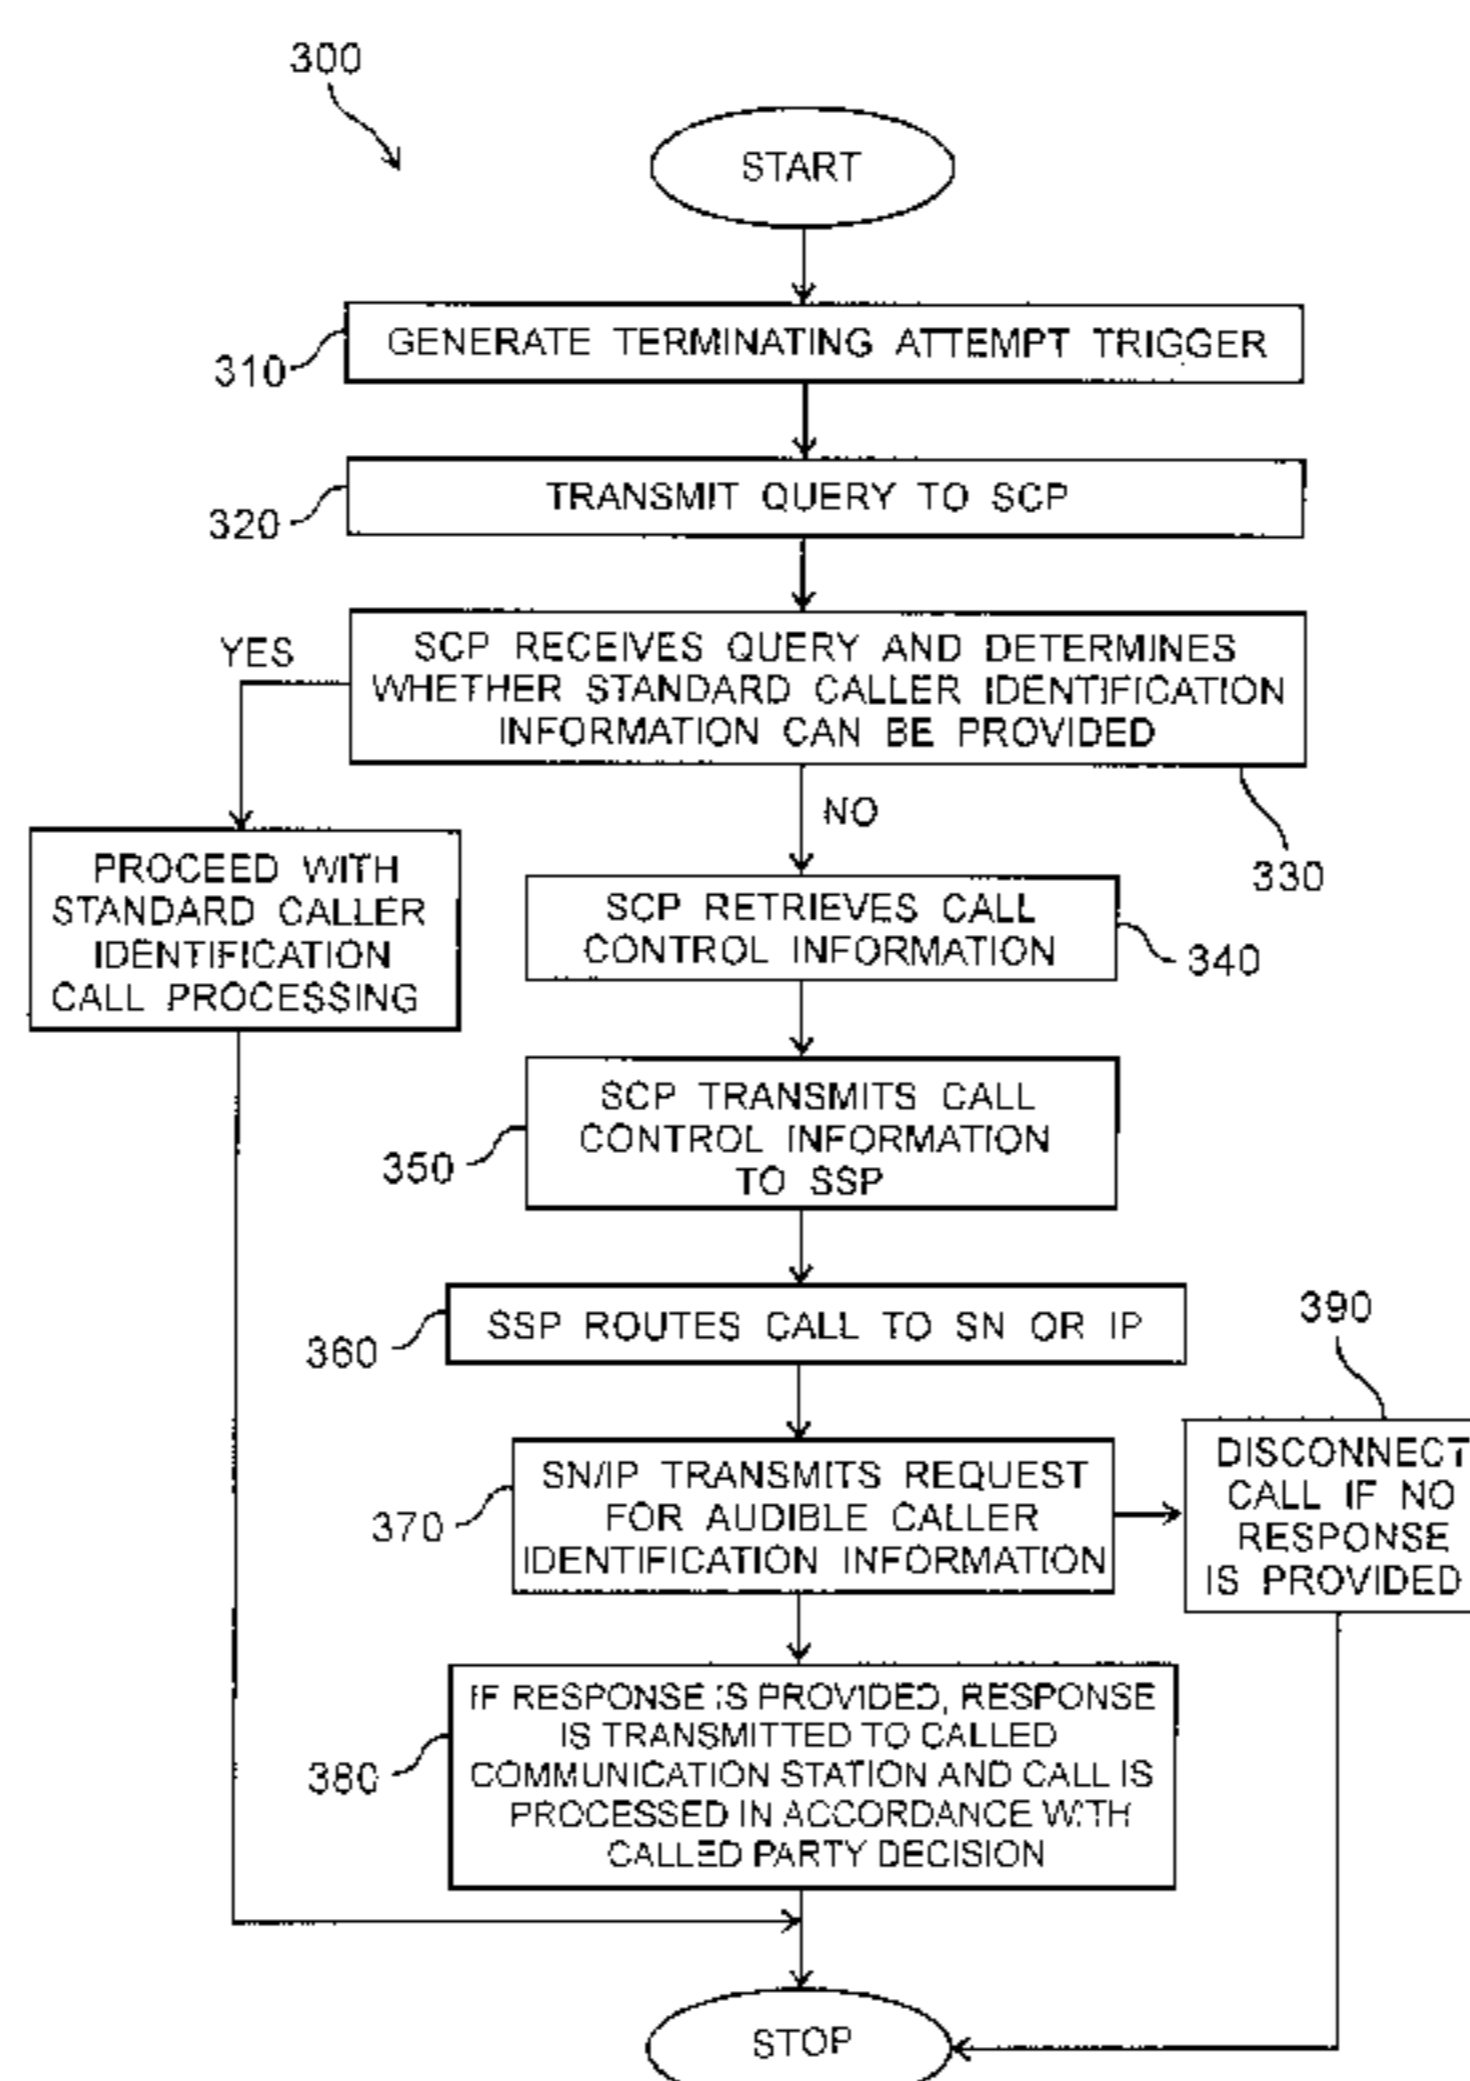 300
START
GENERATE TERMINATING ATTEMPT TRIGGER
310
TRANSMIT QUERY TO SCP
320
YES
SCP RECEIVES QUERY AND DETERMINES
WHETHER STANDARD CALLER IDENTIFICATION
INFORMATION CAN BE PROVIDED
NO
330
PROCEED WITH
STANDARD CALLER
IDENTIFICATION
CALL PROCESSING
SCP RETRIEVES CALL
CONTROL INFORMATION
340
SCP TRANSMITS CALL
CONTROL INFORMATION
TO SSP
350
SSP ROUTES CALL TO SN OR IP
360
390
SN/IP TRANSMITS REQUEST
FOR AUDIBLE CALLER
IDENTIFICATION INFORMATION
370
DISCONNECT
CALL IF NO
RESPONSE
IS PROVIDED
IF RESPONSE IS PROVIDED, RESPONSE
IS TRANSMITTED TO CALLED
COMMUNICATION STATION AND CALL IS
PROCESSED IN ACCORDANCE WITH
CALLED PARTY DECISION
380
STOP